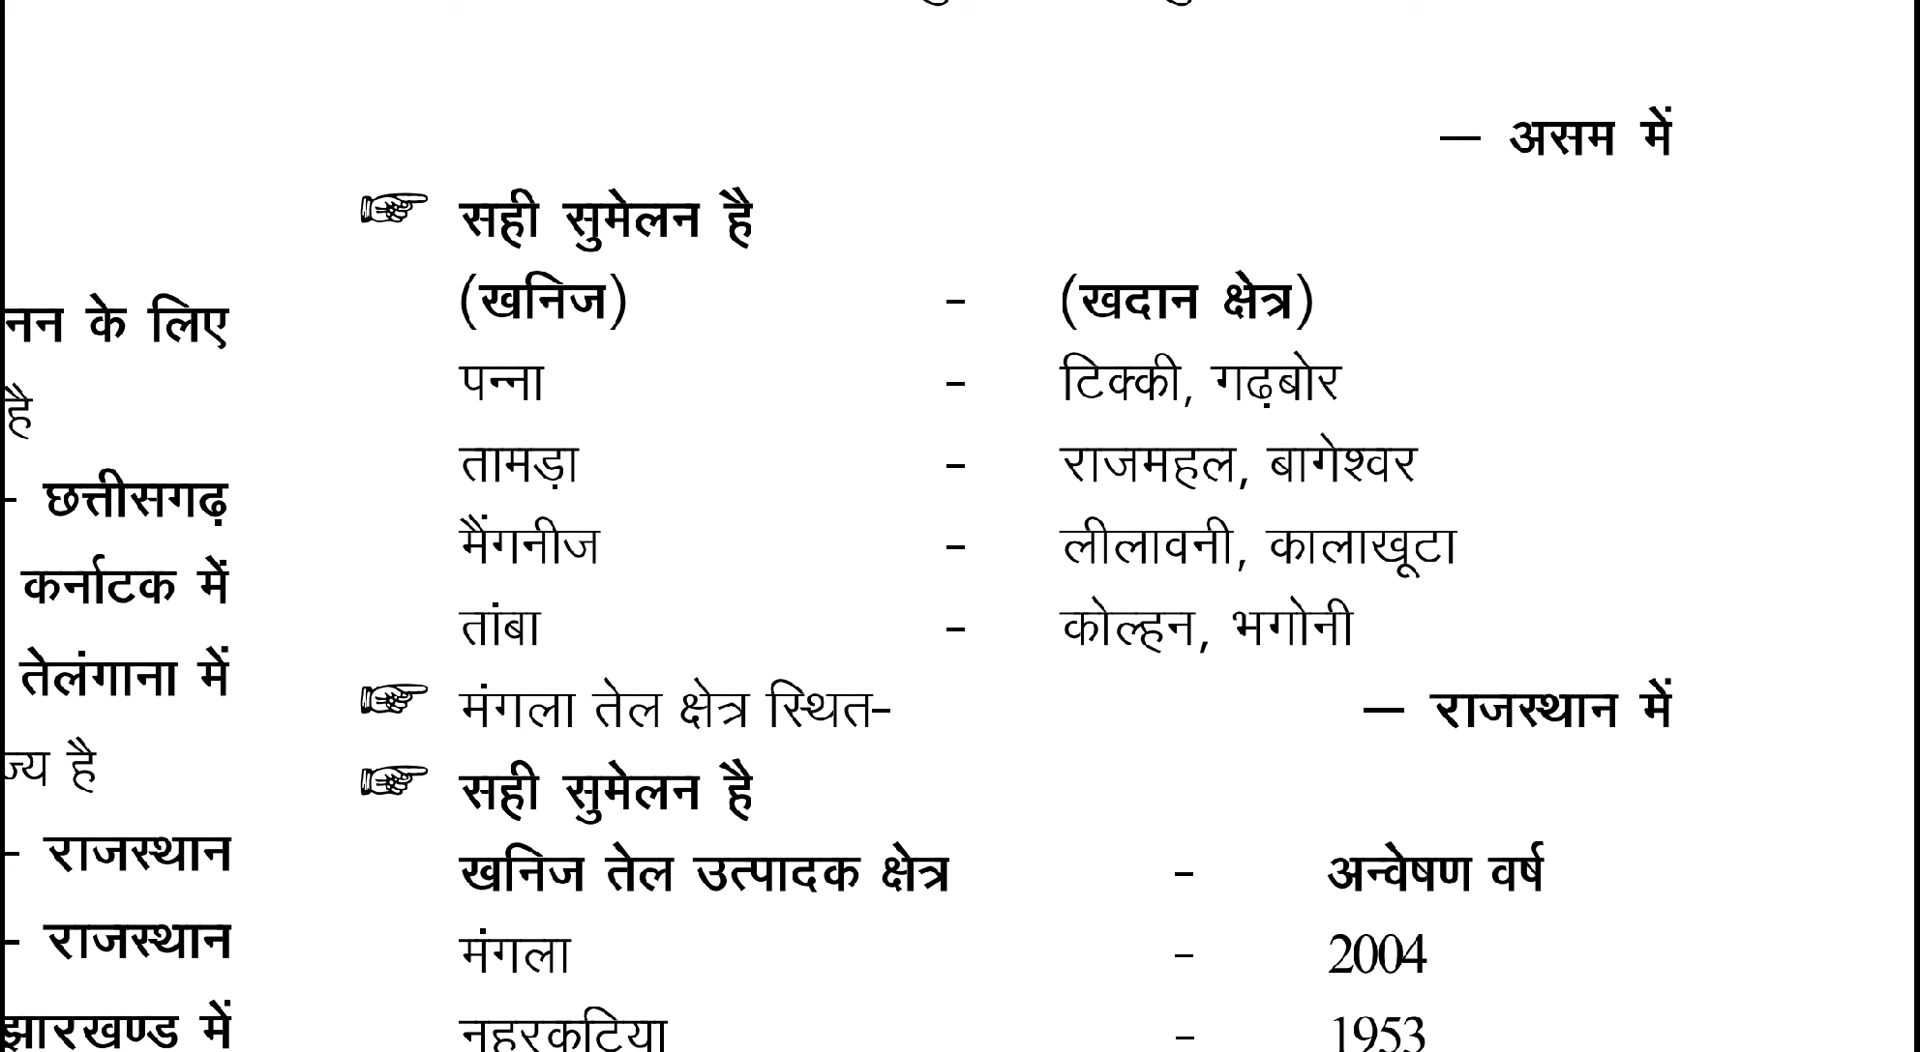 — असम में
☞ सही सुमेलन है
(खनिज) - (खदान क्षेत्र)
पन्ना - टिक्की, गढ़बोर
तामड़ा - राजमहल, बागेश्वर
मैंगनीज - लीलावनी, कालाखूटा
तांबा - कोल्हन, भगोनी
☞ मंगला तेल क्षेत्र स्थित- — राजस्थान में
☞ सही सुमेलन है
खनिज तेल उत्पादक क्षेत्र - अन्वेषण वर्ष
मंगला - 2004
नहरकटिया - 1953
के लिए
है
- छत्तीसगढ़
कर्नाटक में
तेलंगाना में
है
- राजस्थान
- राजस्थान
झारखण्ड में